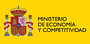 MINISTERIO
DE ECONOMÍA
Y COMPETITIVIDAD